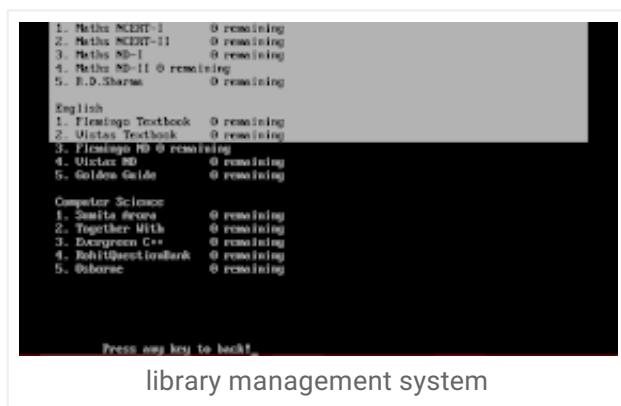 1. Maths NCERT-I 0 remaining
2. Maths NCERT-II 0 remaining
3. Maths MD-I 0 remaining
4. Maths MD-II 0 remaining
5. R.D.Sharma 0 remaining
English
1. Flemingo Textbook 0 remaining
2. Vistas Textbook 0 remaining
3. Flemingo MD 0 remaining
4. Vistas MD 0 remaining
5. Golden Guide 0 remaining
Computer Science
1. Sumita Arora 0 remaining
2. Together With 0 remaining
3. Evergreen C++ 0 remaining
4. RohitQuestionBank 0 remaining
5. Osborne 0 remaining
Press any key to back!_
library management system